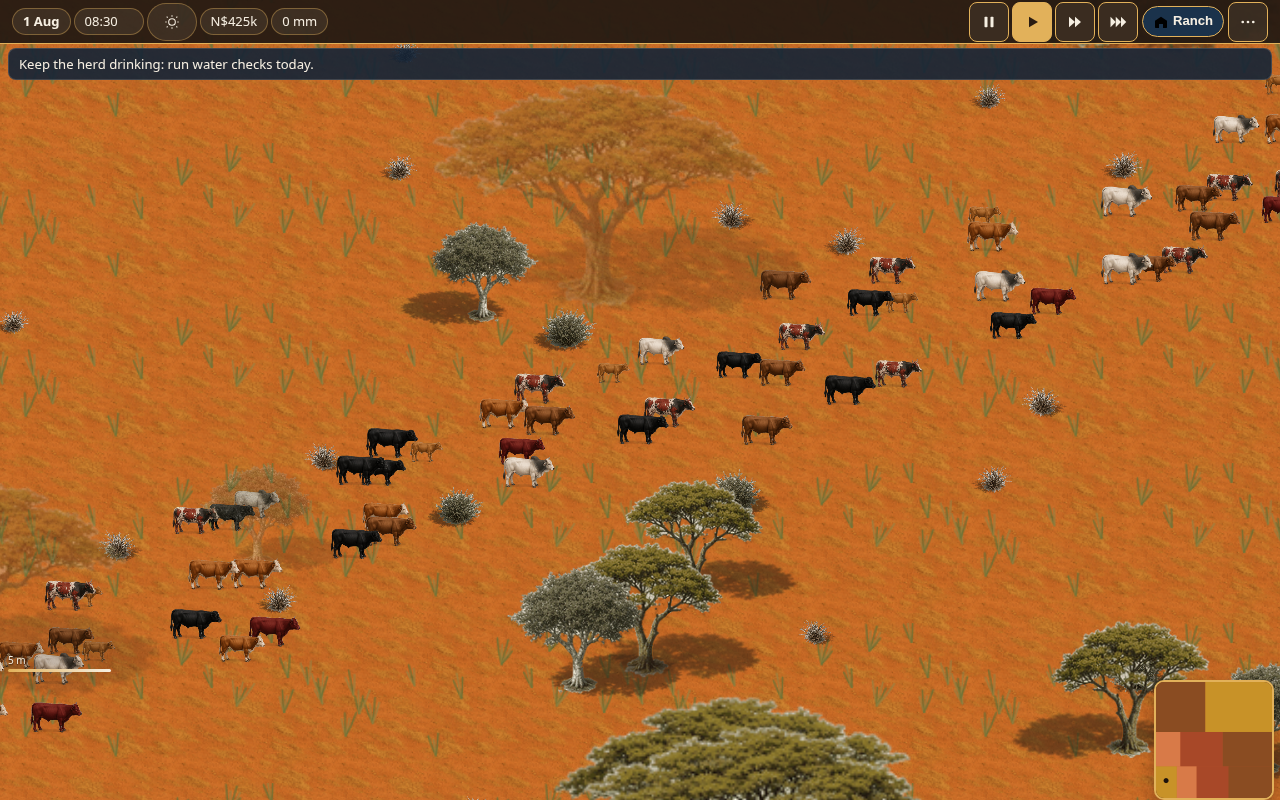 1 Aug 08:30 N$425k 0 mm Ranch
Keep the herd drinking: run water checks today.
5 m